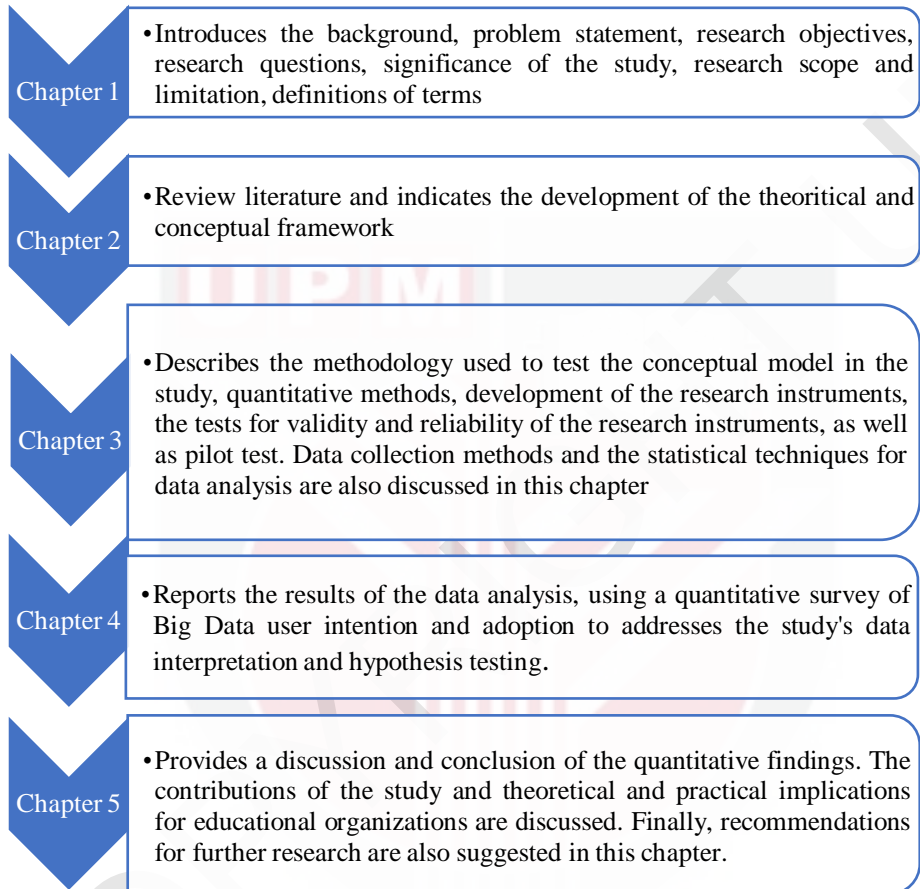 Chapter 1
•Introduces the background, problem statement, research objectives,
research questions, significance of the study, research scope and
limitation, definitions of terms
Chapter 2
•Review literature and indicates the development of the theoritical and
conceptual framework
UPM
Chapter 3
•Describes the methodology used to test the conceptual model in the
study, quantitative methods, development of the research instruments,
the tests for validity and reliability of the research instruments, as well
as pilot test. Data collection methods and the statistical techniques for
data analysis are also discussed in this chapter
Chapter 4
•Reports the results of the data analysis, using a quantitative survey of
Big Data user intention and adoption to addresses the study's data
interpretation and hypothesis testing.
Chapter 5
•Provides a discussion and conclusion of the quantitative findings. The
contributions of the study and theoretical and practical implications
for educational organizations are discussed. Finally, recommendations
for further research are also suggested in this chapter.